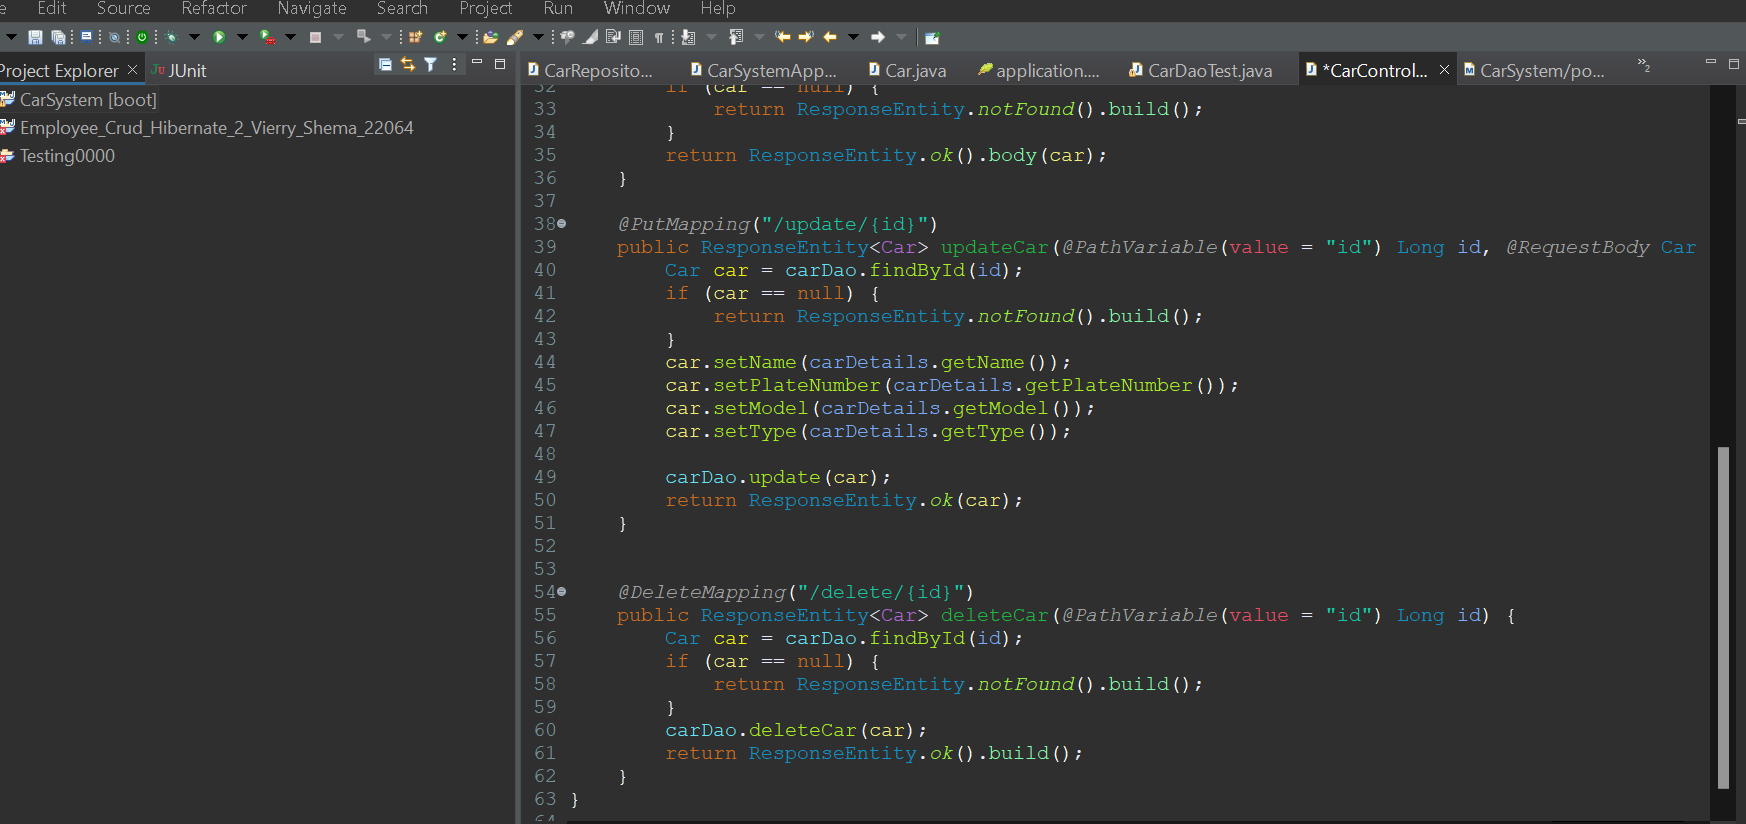 Edit Source Refactor Navigate Search Project Run Window Help
Project Explorer JUnit
CarReposito... CarSystemApp... Car.java application.... CarDaoTest.java *CarControl... CarSystem/po... 2
CarSystem [boot]
Employee_Crud_Hibernate_2_Vierry_Shema_22064
Testing0000
32 if (car == null) {
33 return ResponseEntity.notFound().build();
34 }
35 return ResponseEntity.ok().body(car);
36 }
37
38 @PutMapping("/update/{id}")
39 public ResponseEntity<Car> updateCar(@PathVariable(value = "id") Long id, @RequestBody Car
40 Car car = carDao.findById(id);
41 if (car == null) {
42 return ResponseEntity.notFound().build();
43 }
44 car.setName(carDetails.getName());
45 car.setPlateNumber(carDetails.getPlateNumber());
46 car.setModel(carDetails.getModel());
47 car.setType(carDetails.getType());
48
49 carDao.update(car);
50 return ResponseEntity.ok(car);
51 }
52
53
54 @DeleteMapping("/delete/{id}")
55 public ResponseEntity<Car> deleteCar(@PathVariable(value = "id") Long id) {
56 Car car = carDao.findById(id);
57 if (car == null) {
58 return ResponseEntity.notFound().build();
59 }
60 carDao.deleteCar(car);
61 return ResponseEntity.ok().build();
62 }
63 }
64